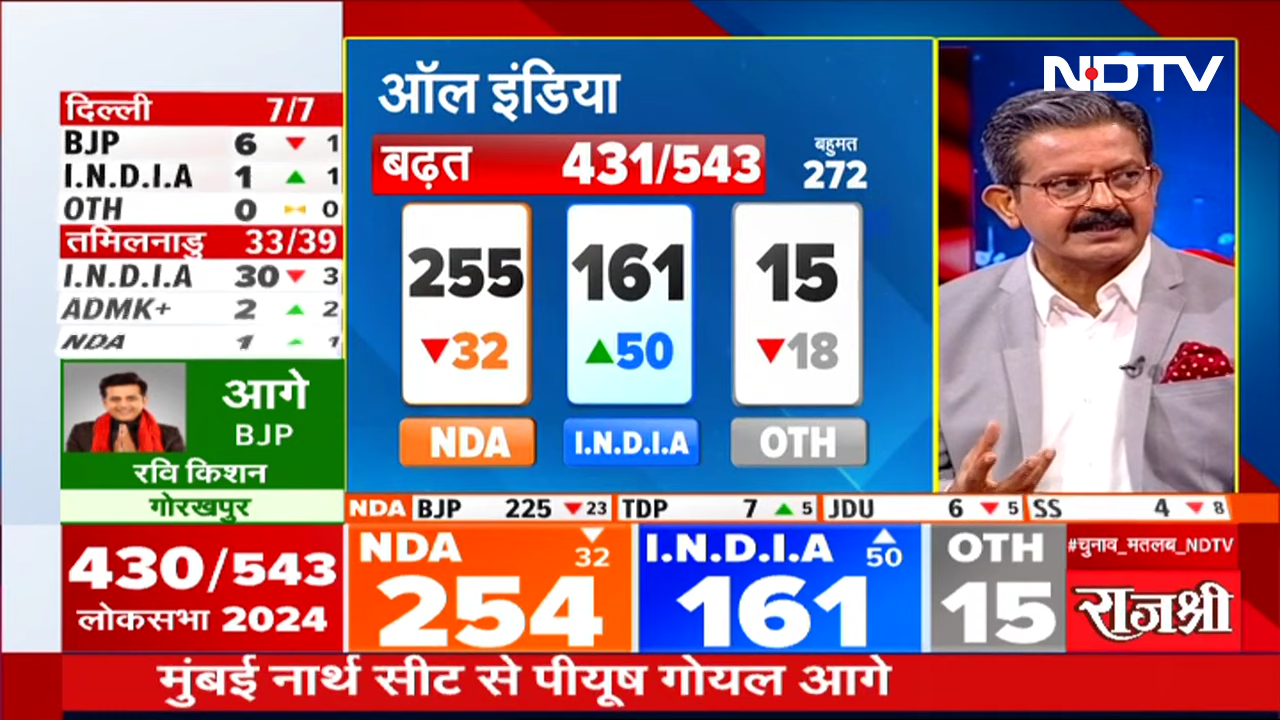 NDTV
दिल्ली 7/7
BJP 6 ▼ 1
I.N.D.I.A 1 ▲ 1
OTH 0 0
तमिलनाडु 33/39
I.N.D.I.A 30 ▼ 3
ADMK+ 2 ▲ 2
NDA 1 ▲ 1
आगे
BJP
रवि किशन
गोरखपुर
ऑल इंडिया
बढ़त 431/543
बहुमत
272
255 161 15
▼32 ▲50 ▼18
NDA I.N.D.I.A OTH
NDA BJP 225 ▼23 TDP 7 ▲ 5 JDU 6 ▼ 5 SS 4 ▼ 8
430/543
लोकसभा 2024
NDA ▼ 32 254
I.N.D.I.A ▲ 50 161
OTH 15
#चुनाव_मतलब_NDTV
राजश्री
मुंबई नार्थ सीट से पीयूष गोयल आगे